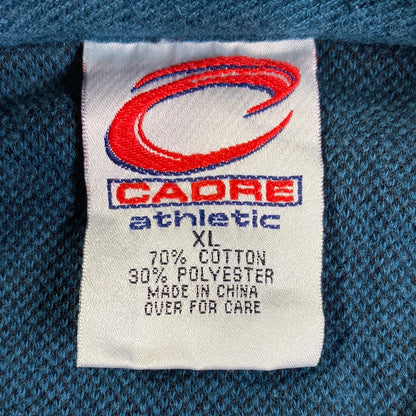 CADRE
athletic
XL
70% COTTON
30% POLYESTER
MADE IN CHINA
OVER FOR CARE